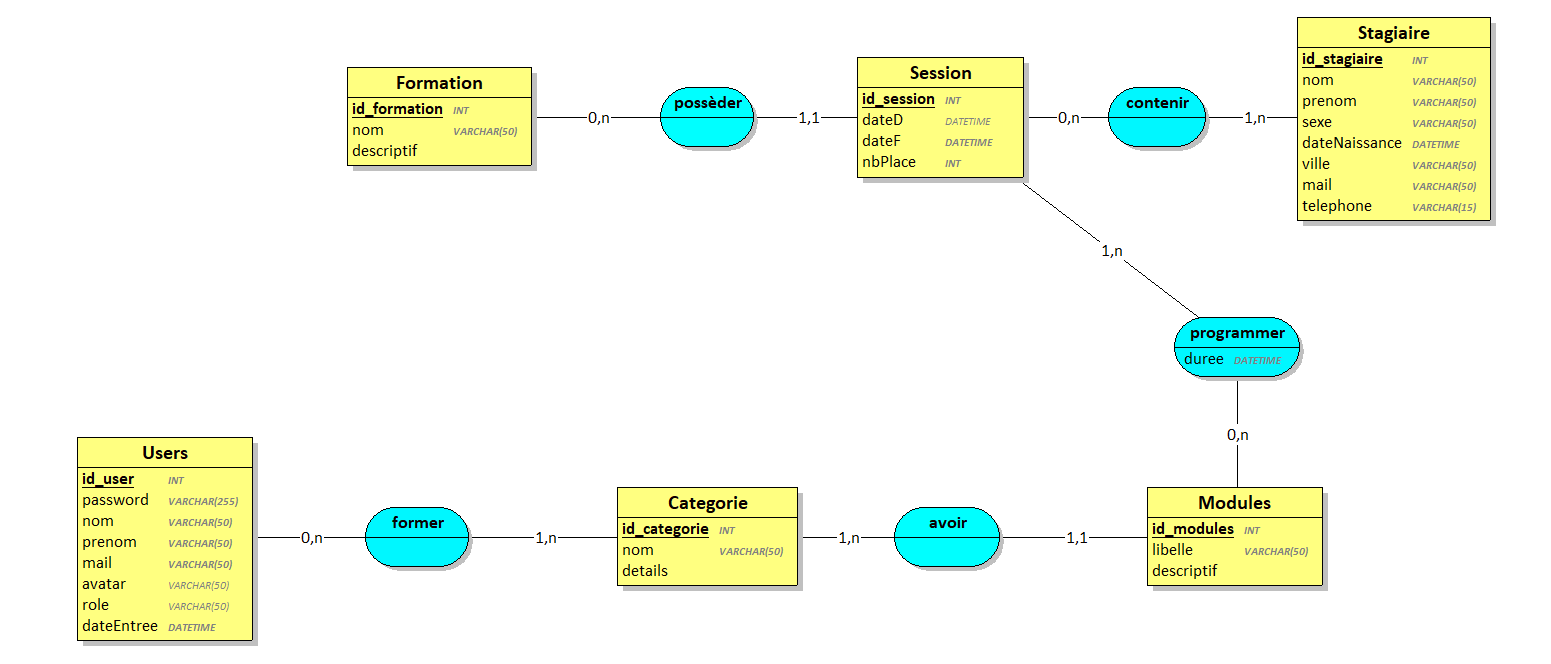 Formation
id_formation INT
nom VARCHAR(50)
descriptif
0,n
possèder
1,1
Session
id_session INT
dateD DATETIME
dateF DATETIME
nbPlace INT
0,n
contenir
1,n
Stagiaire
id_stagiaire INT
nom VARCHAR(50)
prenom VARCHAR(50)
sexe VARCHAR(50)
dateNaissance DATETIME
ville VARCHAR(50)
mail VARCHAR(50)
telephone VARCHAR(15)
1,n
programmer
duree DATETIME
0,n
Users
id_user INT
password VARCHAR(255)
nom VARCHAR(50)
prenom VARCHAR(50)
mail VARCHAR(50)
avatar VARCHAR(50)
role VARCHAR(50)
dateEntree DATETIME
0,n
former
1,n
Categorie
id_categorie INT
nom VARCHAR(50)
details
1,n
avoir
1,1
Modules
id_modules INT
libelle VARCHAR(50)
descriptif